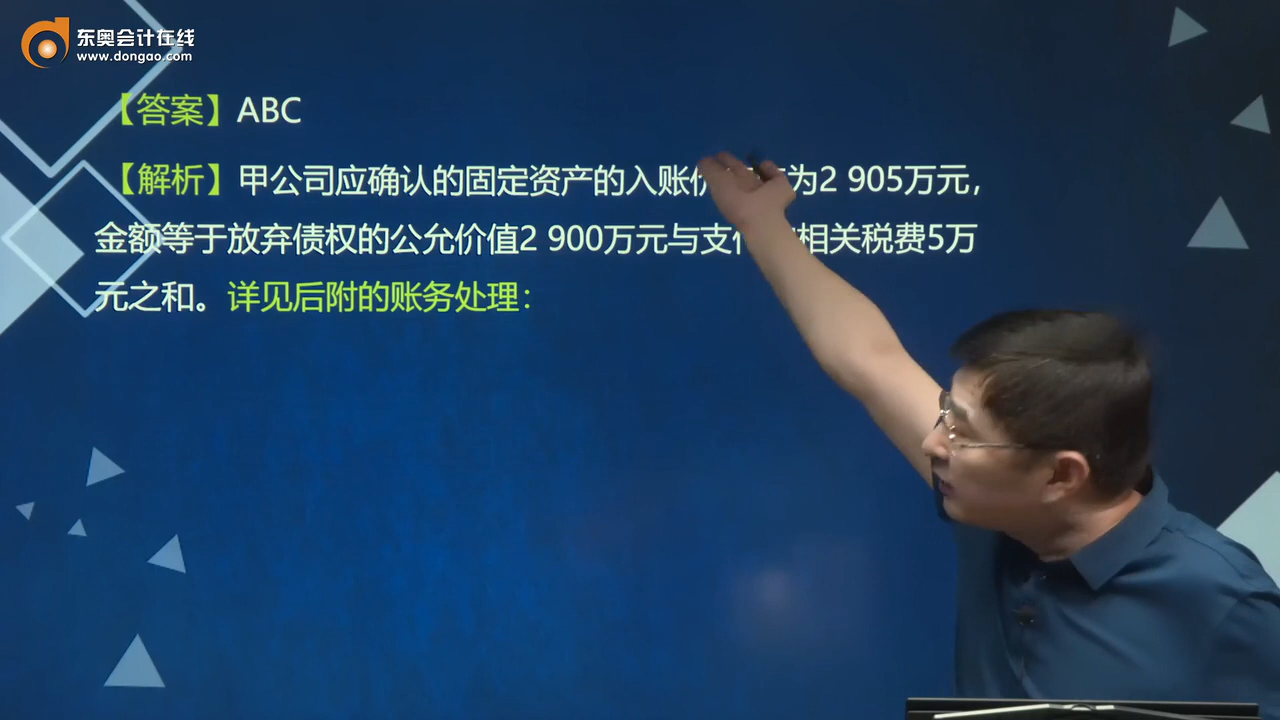 东奥会计在线
www.dongao.com
【答案】ABC
【解析】甲公司应确认的固定资产的入账 为2 905万元，
金额等于放弃债权的公允价值2 900万元与支 相关税费5万
元之和。详见后附的账务处理：